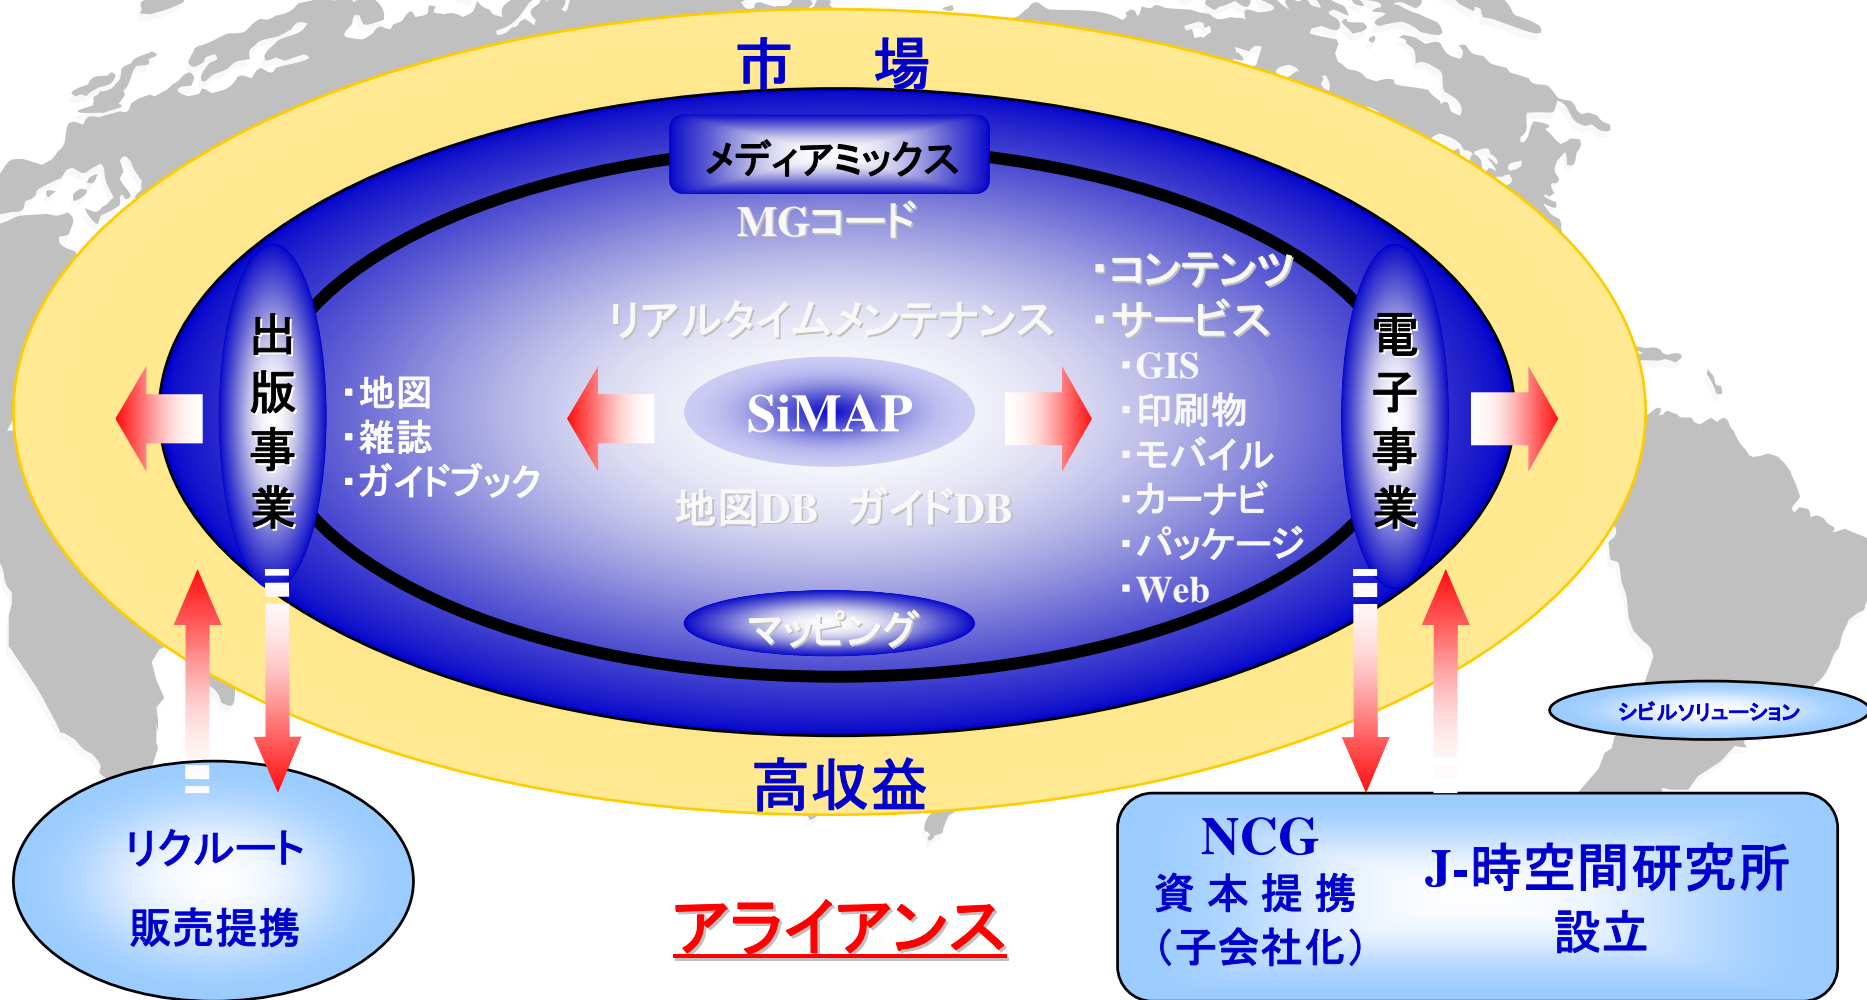 市 場
メディアミックス
MGコード
リアルタイムメンテナンス
SiMAP
地図DB ガイドDB
マッピング
出版事業
・地図
・雑誌
・ガイドブック
・コンテンツ
・サービス
・GIS
・印刷物
・モバイル
・カーナビ
・パッケージ
・Web
電子事業
高収益
シビルソリューション
リクルート
販売提携
アライアンス
NCG
資本提携
（子会社化）
J-時空間研究所
設立